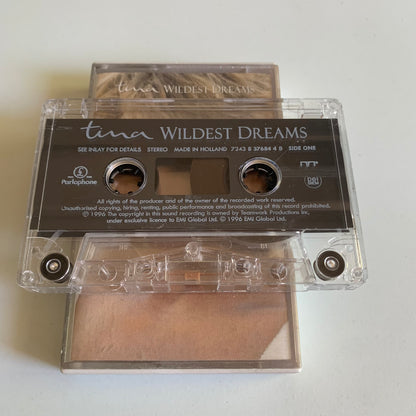 tina WILDEST DREAMS
tina WILDEST DREAMS
SEE INLAY FOR DETAILS STEREO MADE IN HOLLAND 7243 8 37684 4 0 SIDE ONE
Parlophone
All rights of the producer and of the owner of the recorded work reserved.
Unauthorised copying, hiring, renting, public performance and broadcasting of this record prohibited.
℗ 1996 The copyright in this sound recording is owned by Teamwork Productions Inc,
under exclusive licence to EMI Global Ltd. © 1996 EMI Global Ltd.